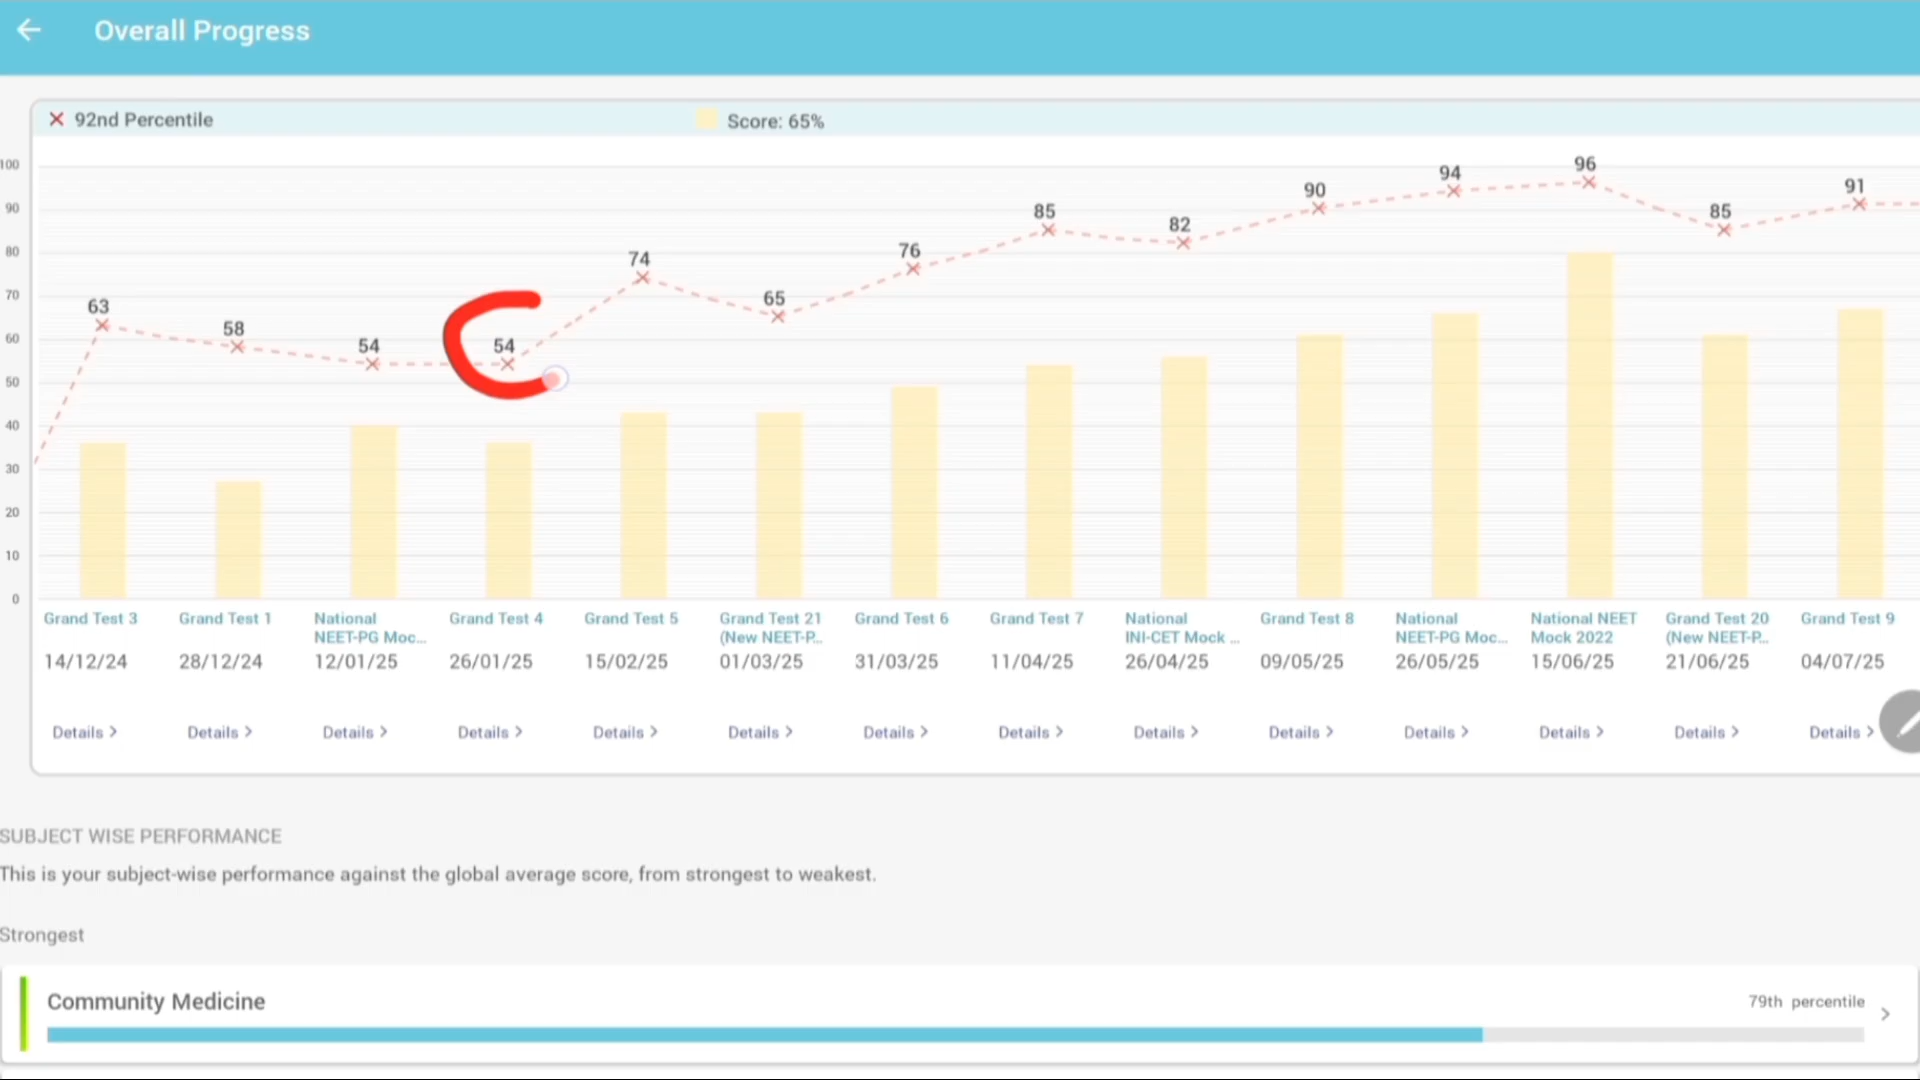 Overall Progress
92nd Percentile
Score: 65%
100
90
80
70
60
50
40
30
20
10
0
63
58
54
54
74
65
76
85
82
90
94
96
85
91
Grand Test 3
14/12/24
Details
Grand Test 1
28/12/24
Details
National
NEET-PG Moc...
12/01/25
Details
Grand Test 4
26/01/25
Details
Grand Test 5
15/02/25
Details
Grand Test 21
(New NEET-P...
01/03/25
Details
Grand Test 6
31/03/25
Details
Grand Test 7
11/04/25
Details
National
INI-CET Mock ...
26/04/25
Details
Grand Test 8
09/05/25
Details
National
NEET-PG Moc...
26/05/25
Details
National NEET
Mock 2022
15/06/25
Details
Grand Test 20
(New NEET-P...
21/06/25
Details
Grand Test 9
04/07/25
Details
SUBJECT WISE PERFORMANCE
This is your subject-wise performance against the global average score, from strongest to weakest.
Strongest
Community Medicine
79th percentile